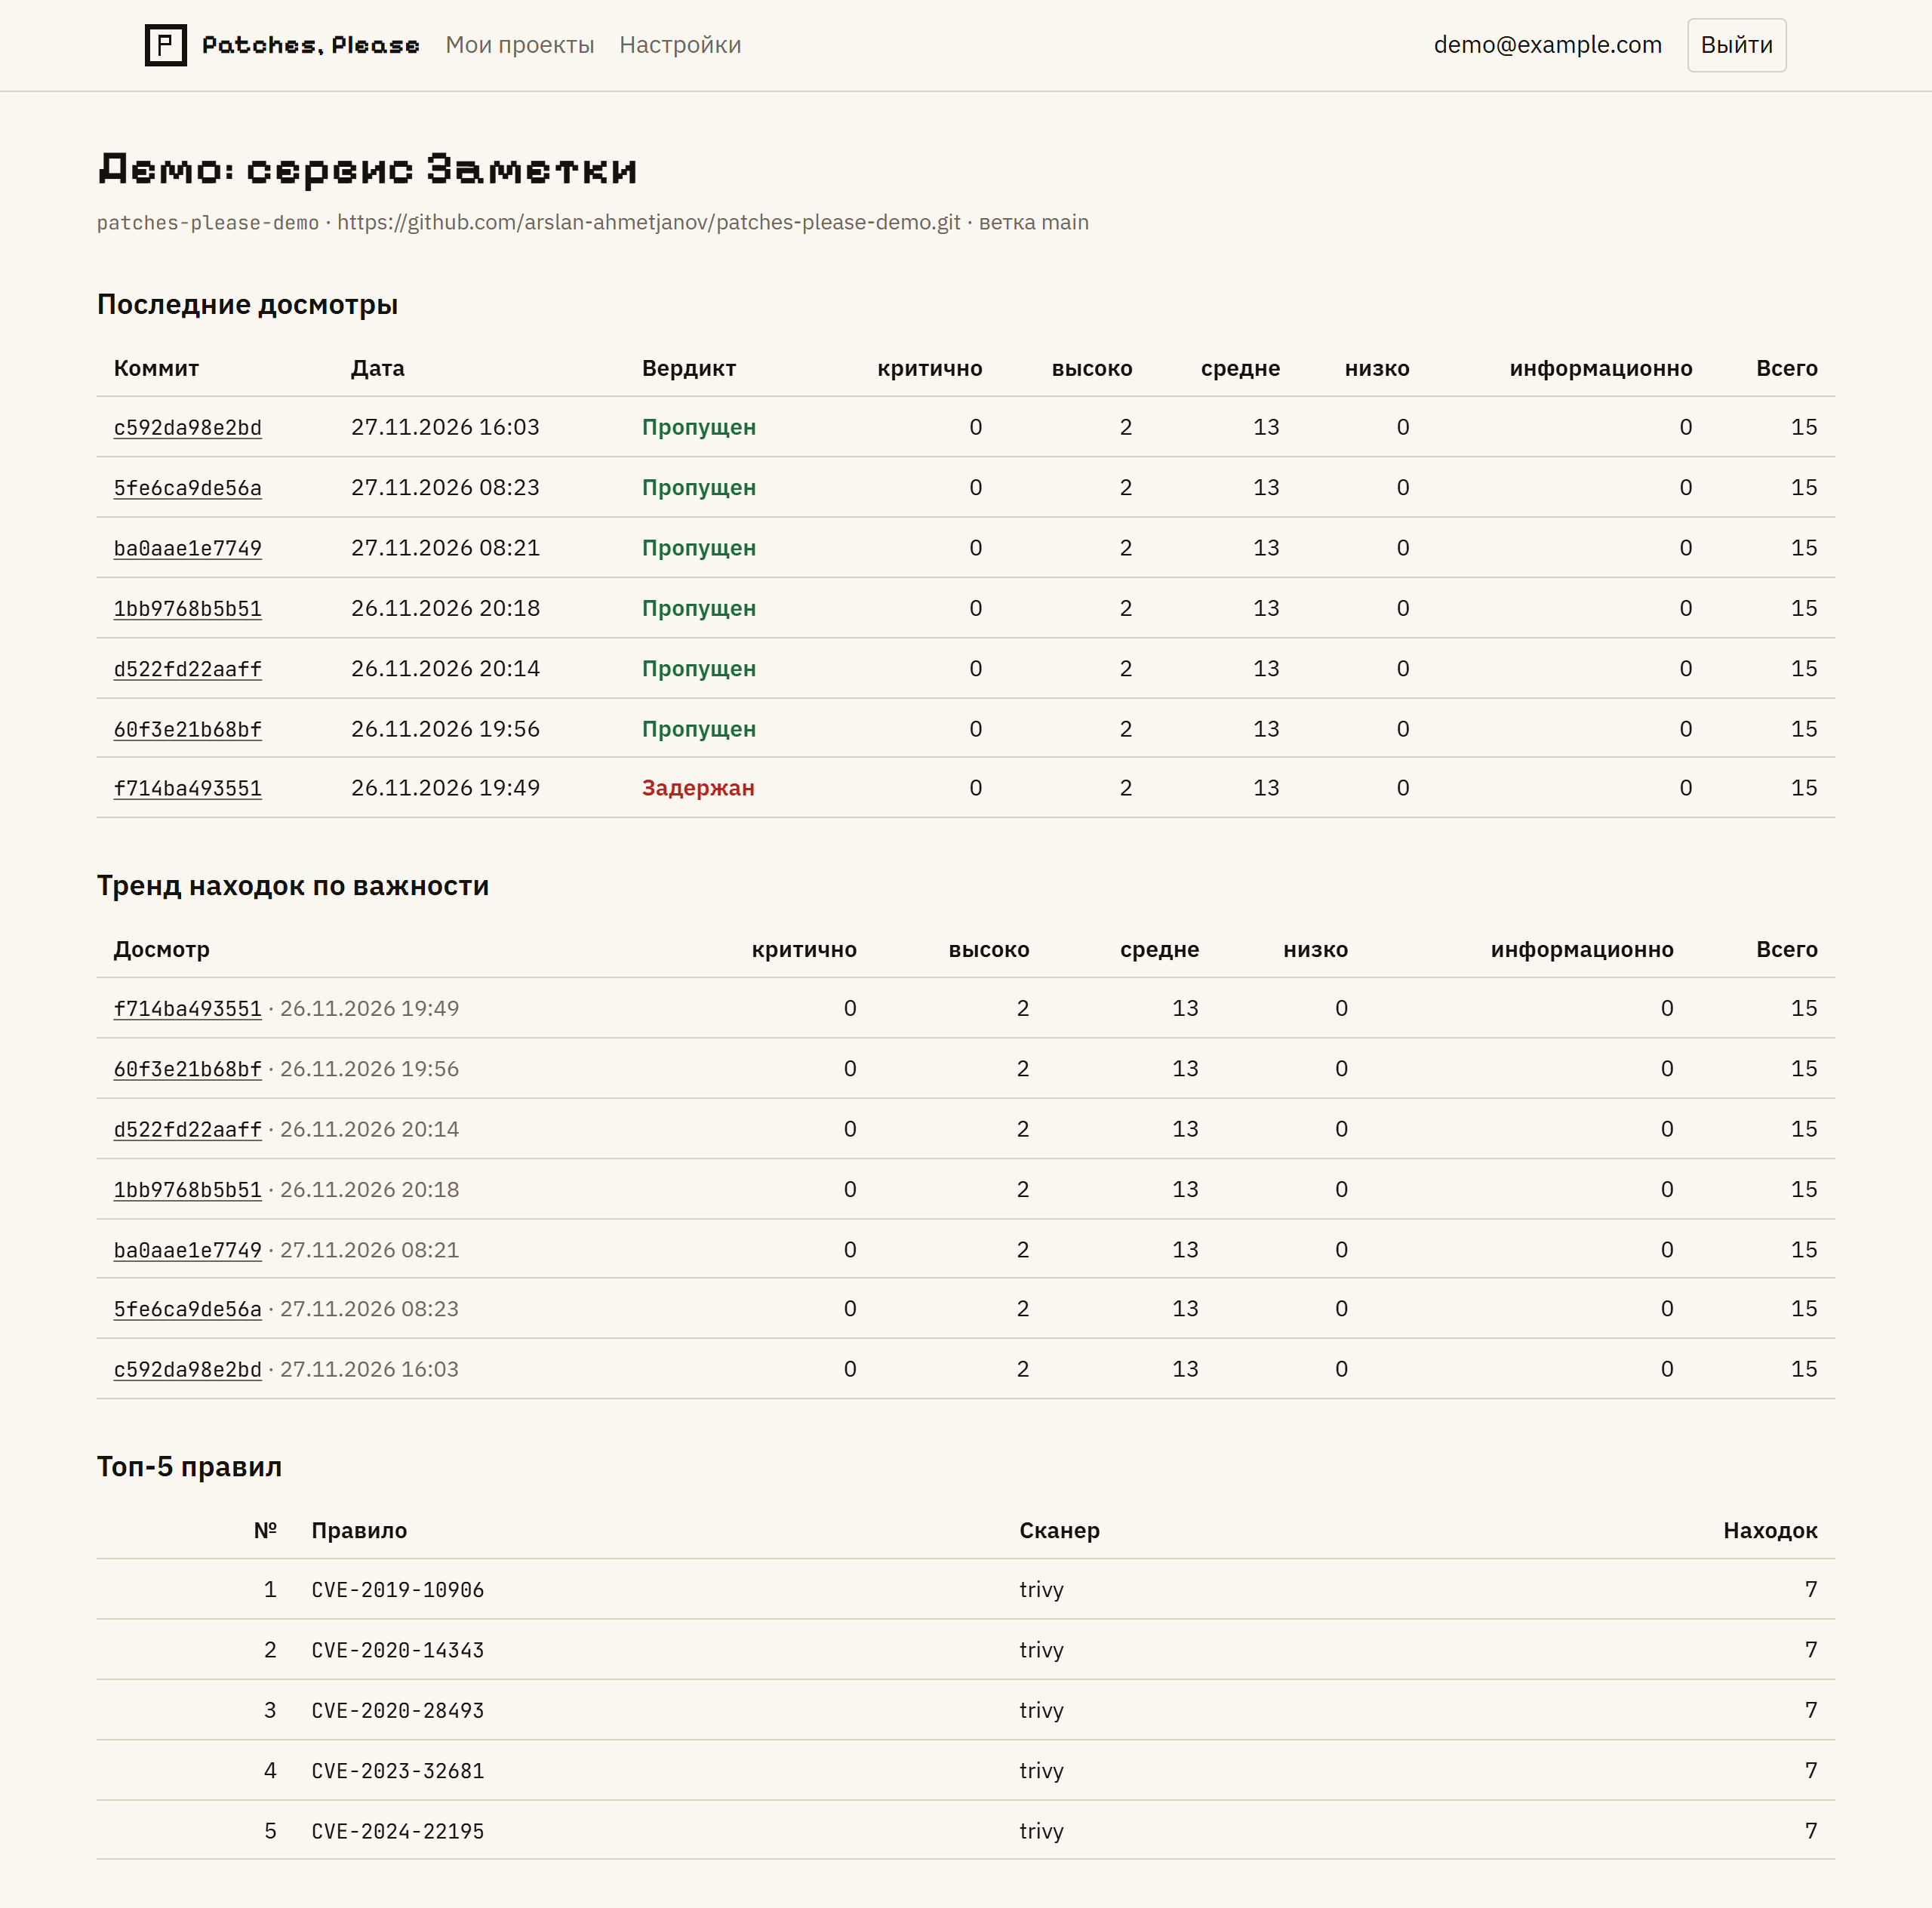 P Patches, Please Мои проекты Настройки demo@example.com Выйти
Демо: сервис Заметки
patches-please-demo · https://github.com/arslan-ahmetjanov/patches-please-demo.git · ветка main
Последние досмотры
Коммит Дата Вердикт критично высоко средне низко информационно Всего
c592da98e2bd 27.11.2026 16:03 Пропущен 0 2 13 0 0 15
5fe6ca9de56a 27.11.2026 08:23 Пропущен 0 2 13 0 0 15
ba0aae1e7749 27.11.2026 08:21 Пропущен 0 2 13 0 0 15
1bb9768b5b51 26.11.2026 20:18 Пропущен 0 2 13 0 0 15
d522fd22aaff 26.11.2026 20:14 Пропущен 0 2 13 0 0 15
60f3e21b68bf 26.11.2026 19:56 Пропущен 0 2 13 0 0 15
f714ba493551 26.11.2026 19:49 Задержан 0 2 13 0 0 15
Тренд находок по важности
Досмотр критично высоко средне низко информационно Всего
f714ba493551 · 26.11.2026 19:49 0 2 13 0 0 15
60f3e21b68bf · 26.11.2026 19:56 0 2 13 0 0 15
d522fd22aaff · 26.11.2026 20:14 0 2 13 0 0 15
1bb9768b5b51 · 26.11.2026 20:18 0 2 13 0 0 15
ba0aae1e7749 · 27.11.2026 08:21 0 2 13 0 0 15
5fe6ca9de56a · 27.11.2026 08:23 0 2 13 0 0 15
c592da98e2bd · 27.11.2026 16:03 0 2 13 0 0 15
Топ-5 правил
№ Правило Сканер Находок
1 CVE-2019-10906 trivy 7
2 CVE-2020-14343 trivy 7
3 CVE-2020-28493 trivy 7
4 CVE-2023-32681 trivy 7
5 CVE-2024-22195 trivy 7